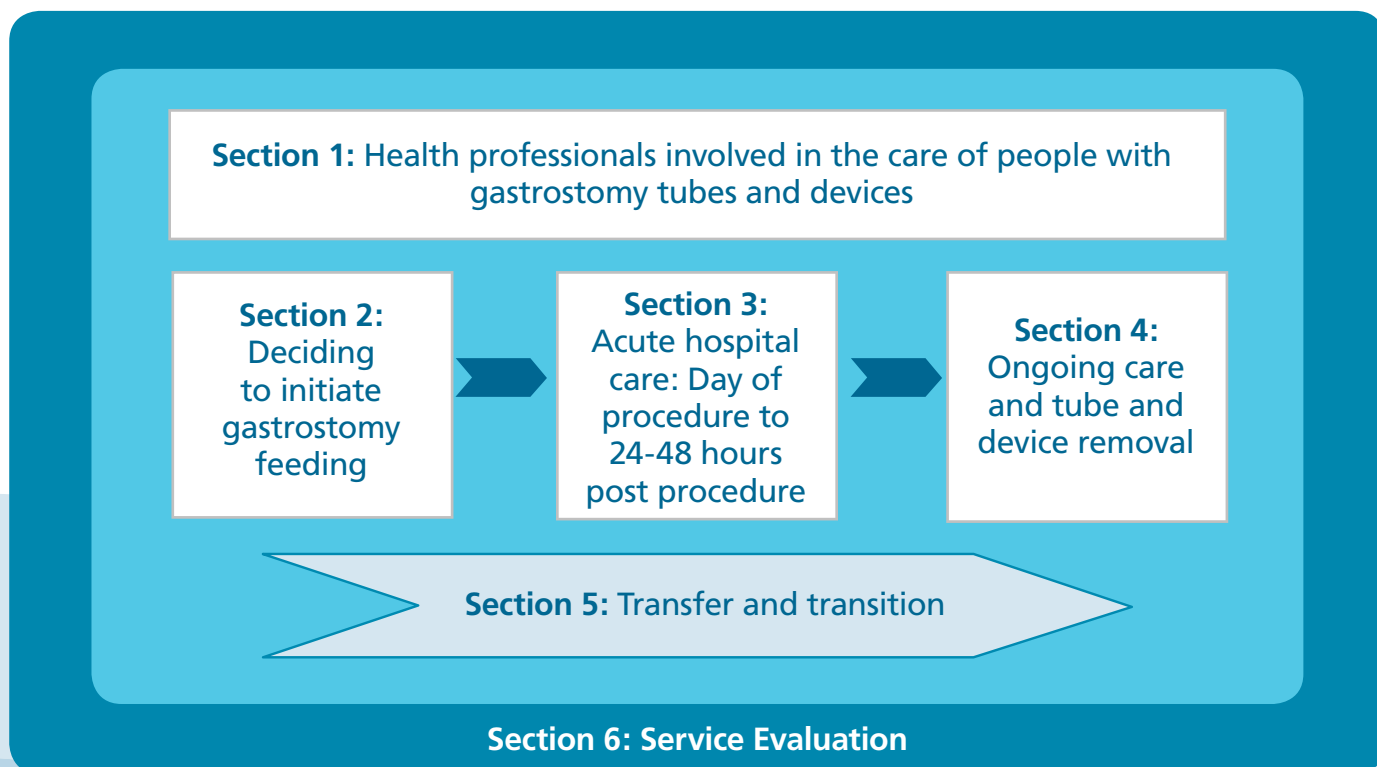 Section 1: Health professionals involved in the care of people with
gastrostomy tubes and devices
Section 2:
Deciding
to initiate
gastrostomy
feeding
Section 3:
Acute hospital
care: Day of
procedure to
24-48 hours
post procedure
Section 4:
Ongoing care
and tube and
device removal
Section 5: Transfer and transition
Section 6: Service Evaluation